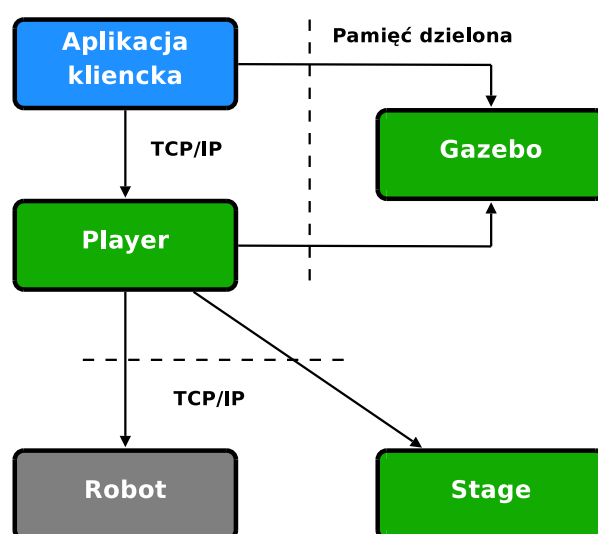 Aplikacja
kliencka
Pamięć dzielona
TCP/IP
Gazebo
Player
TCP/IP
Robot
Stage